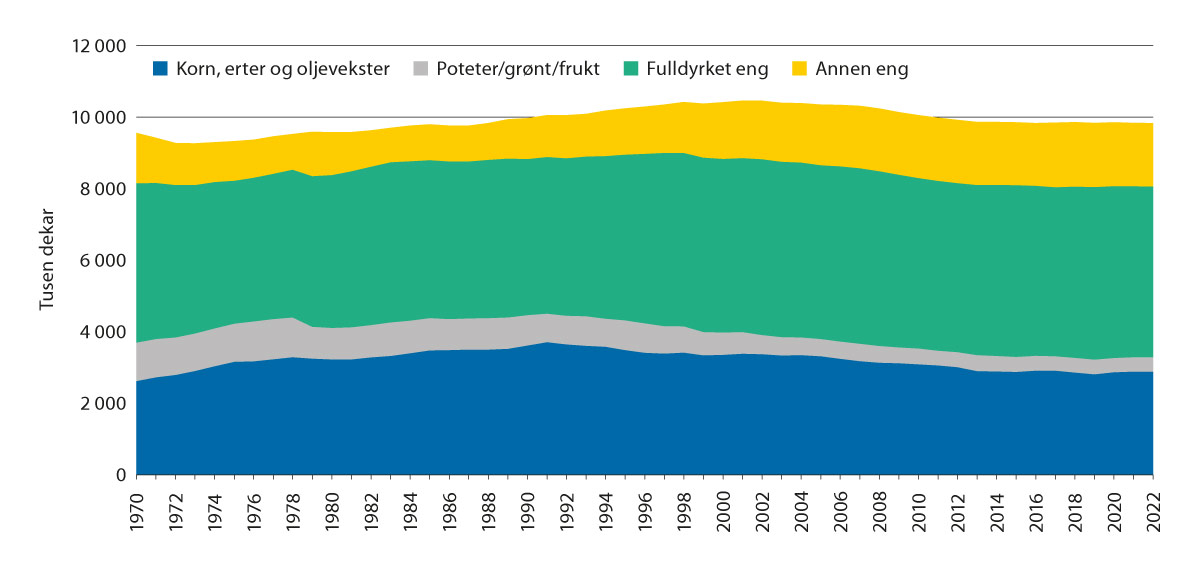 12 000
Korn, erter og oljevekster Poteter/grønt/frukt Fulldyrket eng Annen eng
10 000
8 000
6 000
4 000
2 000
0
Tusen dekar
1970 1972 1974 1976 1978 1980 1982 1984 1986 1988 1990 1992 1994 1996 1998 2000 2002 2004 2006 2008 2010 2012 2014 2016 2018 2020 2022